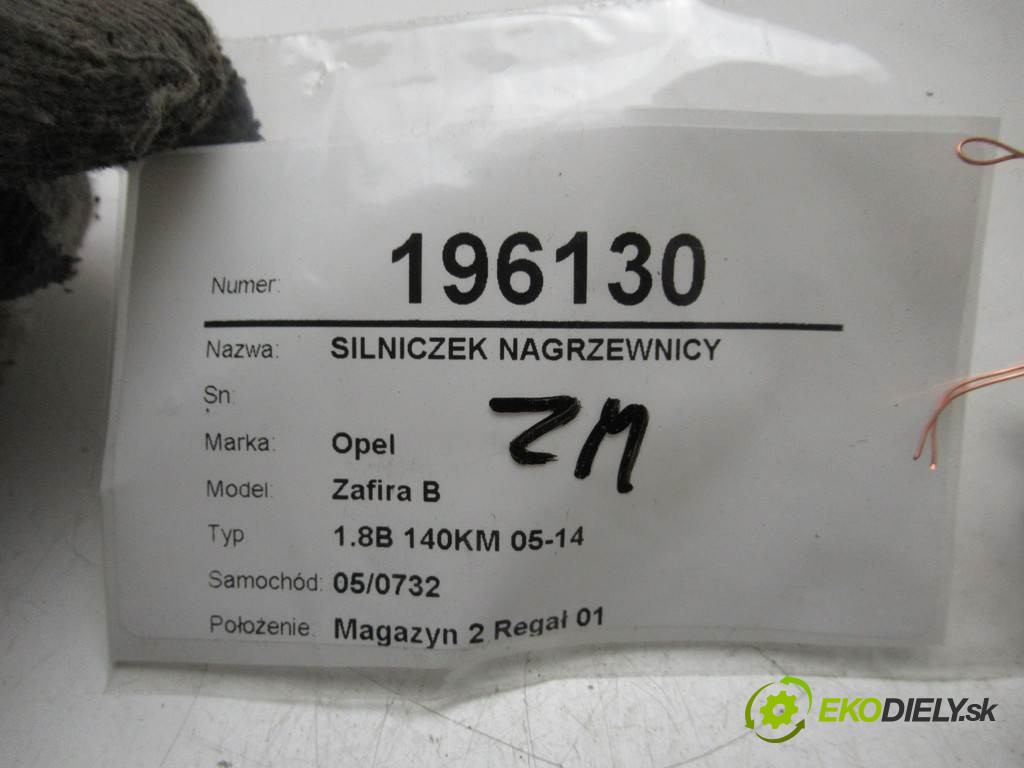 Numer: 196130
Nazwa: SILNICZEK NAGRZEWNICY
Sn:
ZM
Marka: Opel
Model: Zafira B
Typ 1.8B 140KM 05-14
Samochód: 05/0732
Położenie: Magazyn 2 Regał 01
EKODIELY.sk